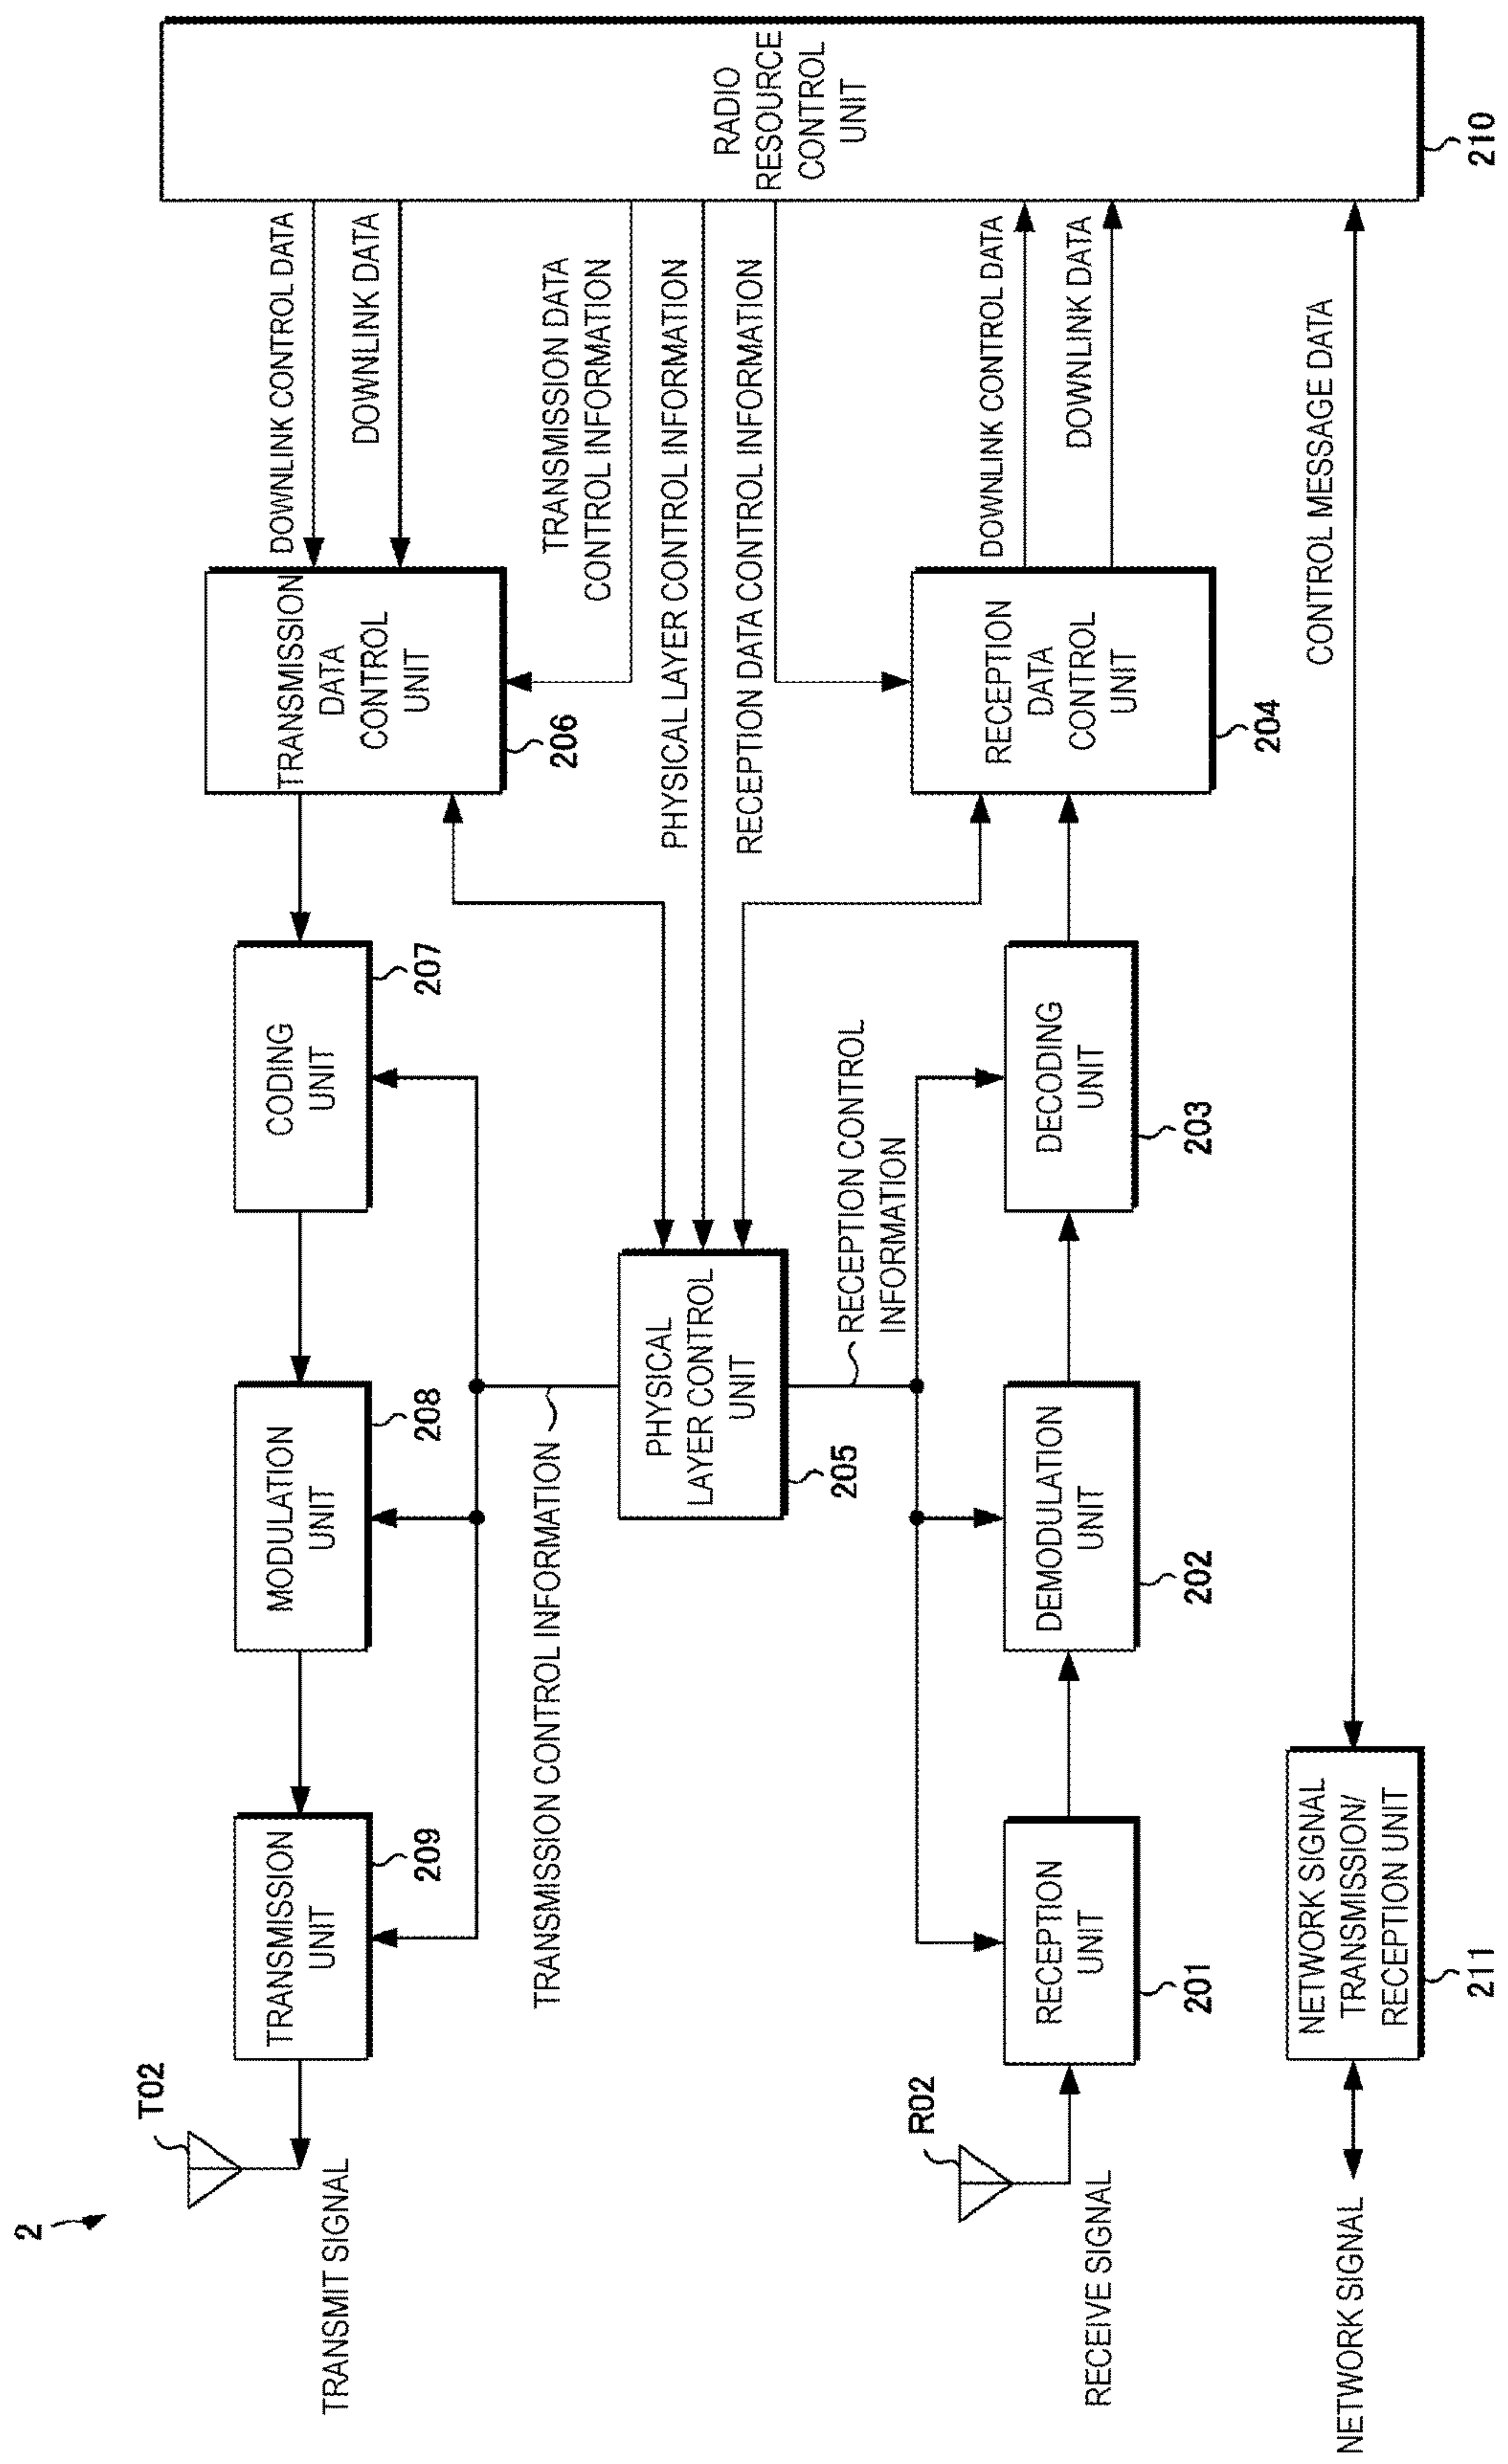 2
T02
TRANSMIT SIGNAL
TRANSMISSION
UNIT
209
MODULATION
UNIT
208
CODING
UNIT
207
TRANSMISSION
DATA
CONTROL
UNIT
206
DOWNLINK CONTROL DATA
DOWNLINK DATA
TRANSMISSION DATA
CONTROL INFORMATION
PHYSICAL LAYER CONTROL INFORMATION
RECEPTION DATA CONTROL INFORMATION
RADIO
RESOURCE
CONTROL
UNIT
210
TRANSMISSION CONTROL INFORMATION
PHYSICAL
LAYER CONTROL
UNIT
205
RECEPTION CONTROL
INFORMATION
R02
RECEIVE SIGNAL
RECEPTION
UNIT
201
DEMODULATION
UNIT
202
DECODING
UNIT
203
RECEPTION
DATA
CONTROL
UNIT
204
DOWNLINK CONTROL DATA
DOWNLINK DATA
NETWORK SIGNAL
NETWORK SIGNAL
TRANSMISSION/
RECEPTION UNIT
211
CONTROL MESSAGE DATA